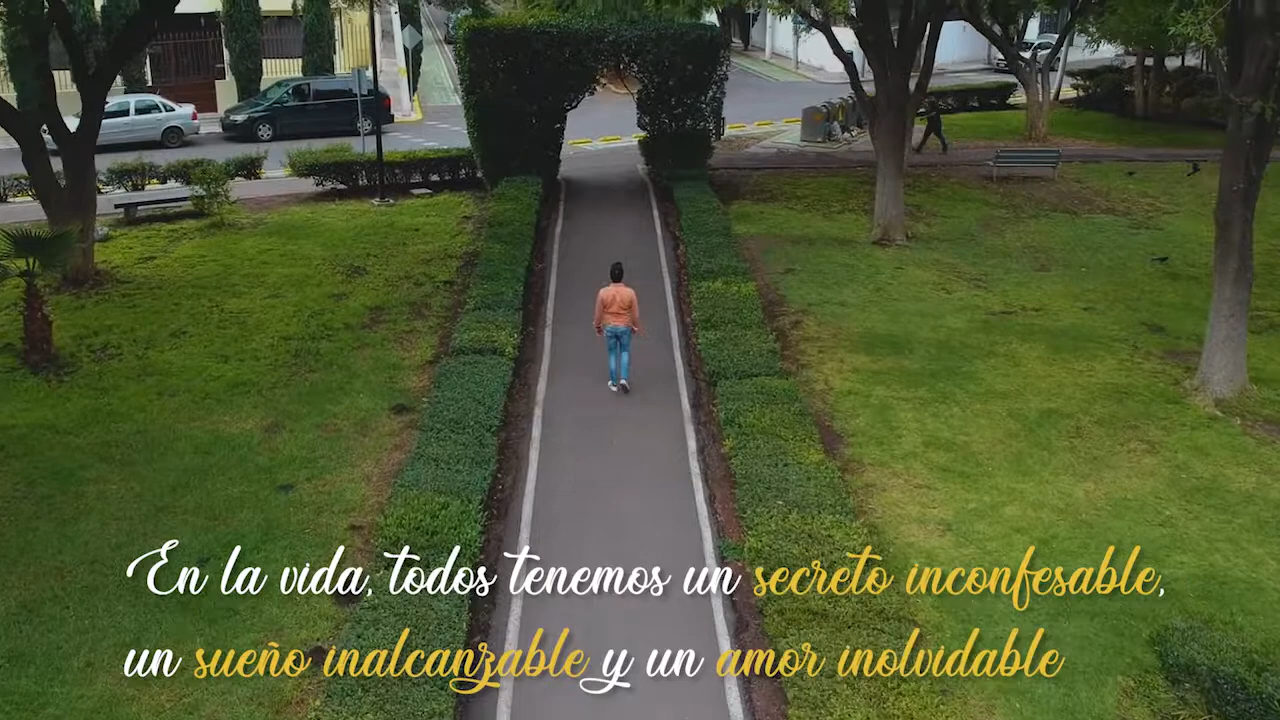 En la vida, todos tenemos un secreto inconfesable,
un sueño inalcanzable y un amor inolvidable